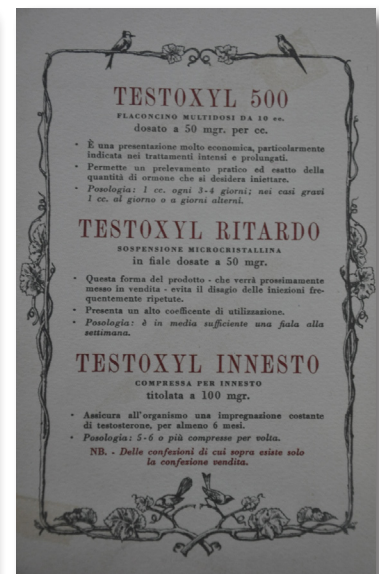 TESTOXYL 500
FLACONCINO MULTIDOSI DA 10 cc.
dosato a 50 mgr. per cc.
• È una presentazione molto economica, particolarmente
indicata nei trattamenti intensi e prolungati.
• Permette un prelevamento pratico ed esatto della
quantità di ormone che si desidera iniettare.
• Posologia: 1 cc. ogni 3-4 giorni; nei casi gravi
1 cc. al giorno o a giorni alterni.
TESTOXYL RITARDO
SOSPENSIONE MICROCRISTALLINA
in fiale dosate a 50 mgr.
• Questa forma del prodotto - che verrà prossimamente
messo in vendita - evita il disagio delle iniezioni fre-
quentemente ripetute.
• Presenta un alto coefficente di utilizzazione.
• Posologia: è in media sufficiente una fiala alla
settimana.
TESTOXYL INNESTO
COMPRESSA PER INNESTO
titolata a 100 mgr.
• Assicura all'organismo una impregnazione costante
di testosterone, per almeno 6 mesi.
• Posologia: 5-6 o più compresse per volta.
NB. - Delle confezioni di cui sopra esiste solo
la confezione vendita.